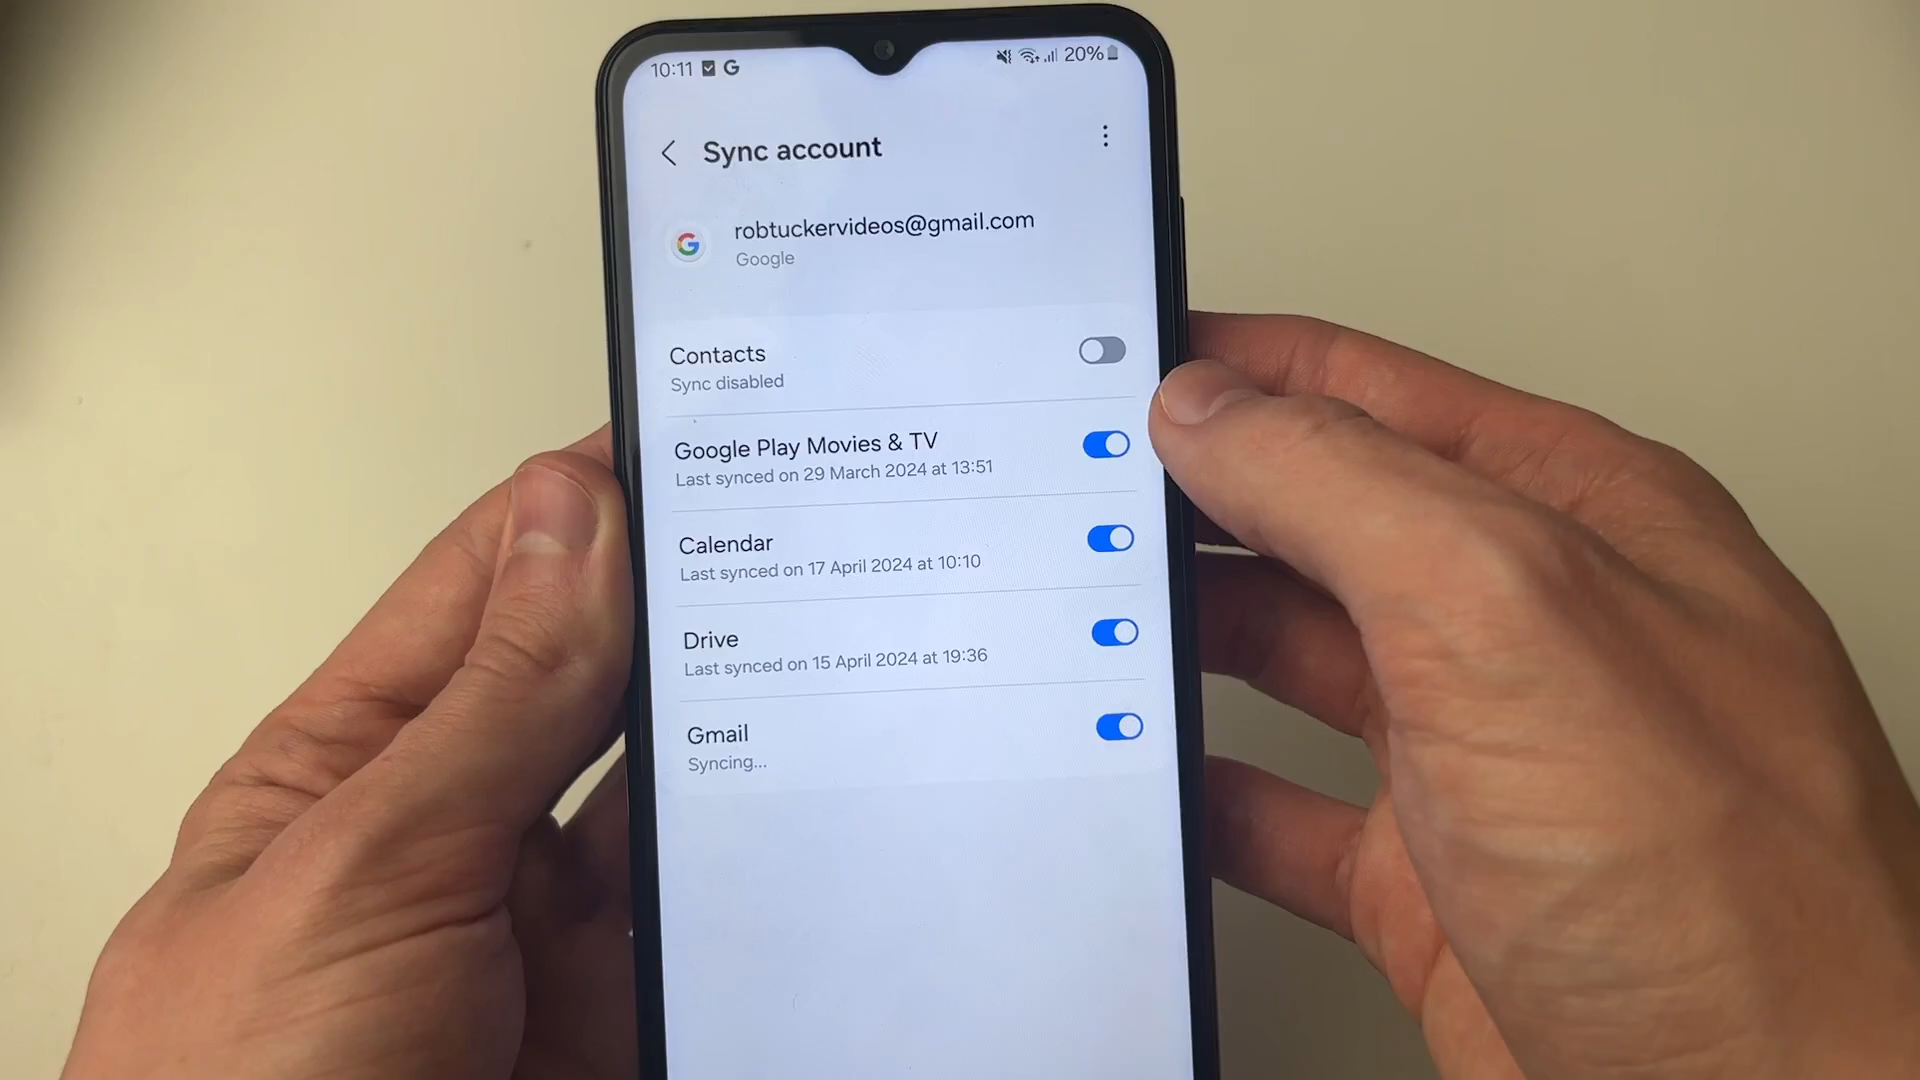 10:11 G 20%
Sync account
robtuckervideos@gmail.com
Google
Contacts
Sync disabled
Google Play Movies & TV
Last synced on 29 March 2024 at 13:51
Calendar
Last synced on 17 April 2024 at 10:10
Drive
Last synced on 15 April 2024 at 19:36
Gmail
Syncing...